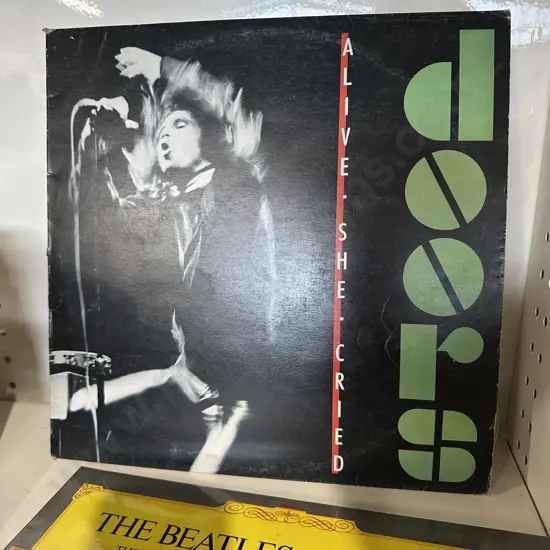 ALIVE · SHE · CRIED
doors
THE BEATLES